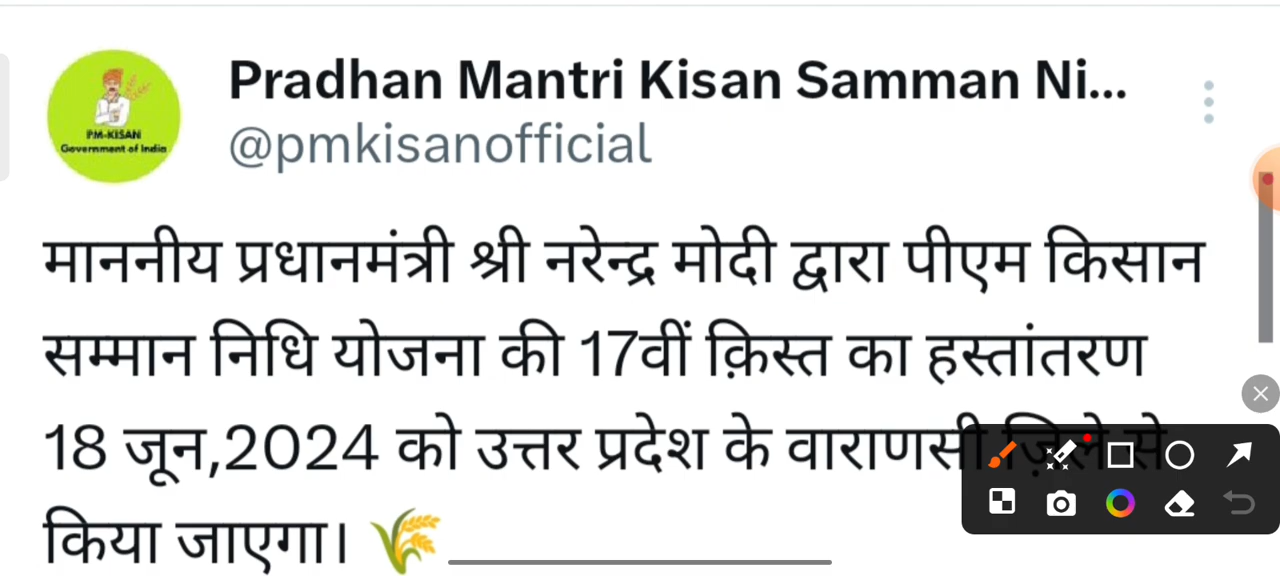 Pradhan Mantri Kisan Samman Ni...
@pmkisanofficial
PM-KISAN
Government of India
माननीय प्रधानमंत्री श्री नरेन्द्र मोदी द्वारा पीएम किसान
सम्मान निधि योजना की 17वीं क़िस्त का हस्तांतरण
18 जून,2024 को उत्तर प्रदेश के वाराणसी ज़िले से
किया जाएगा।